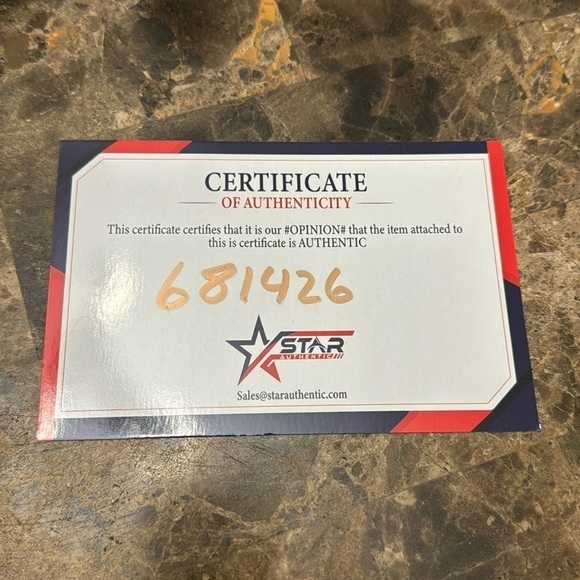 CERTIFICATE
OF AUTHENTICITY
This certificate certifies that it is our #OPINION# that the item attached to
this is certificate is AUTHENTIC
681426
STAR
AUTHENTIC
Sales@starauthentic.com